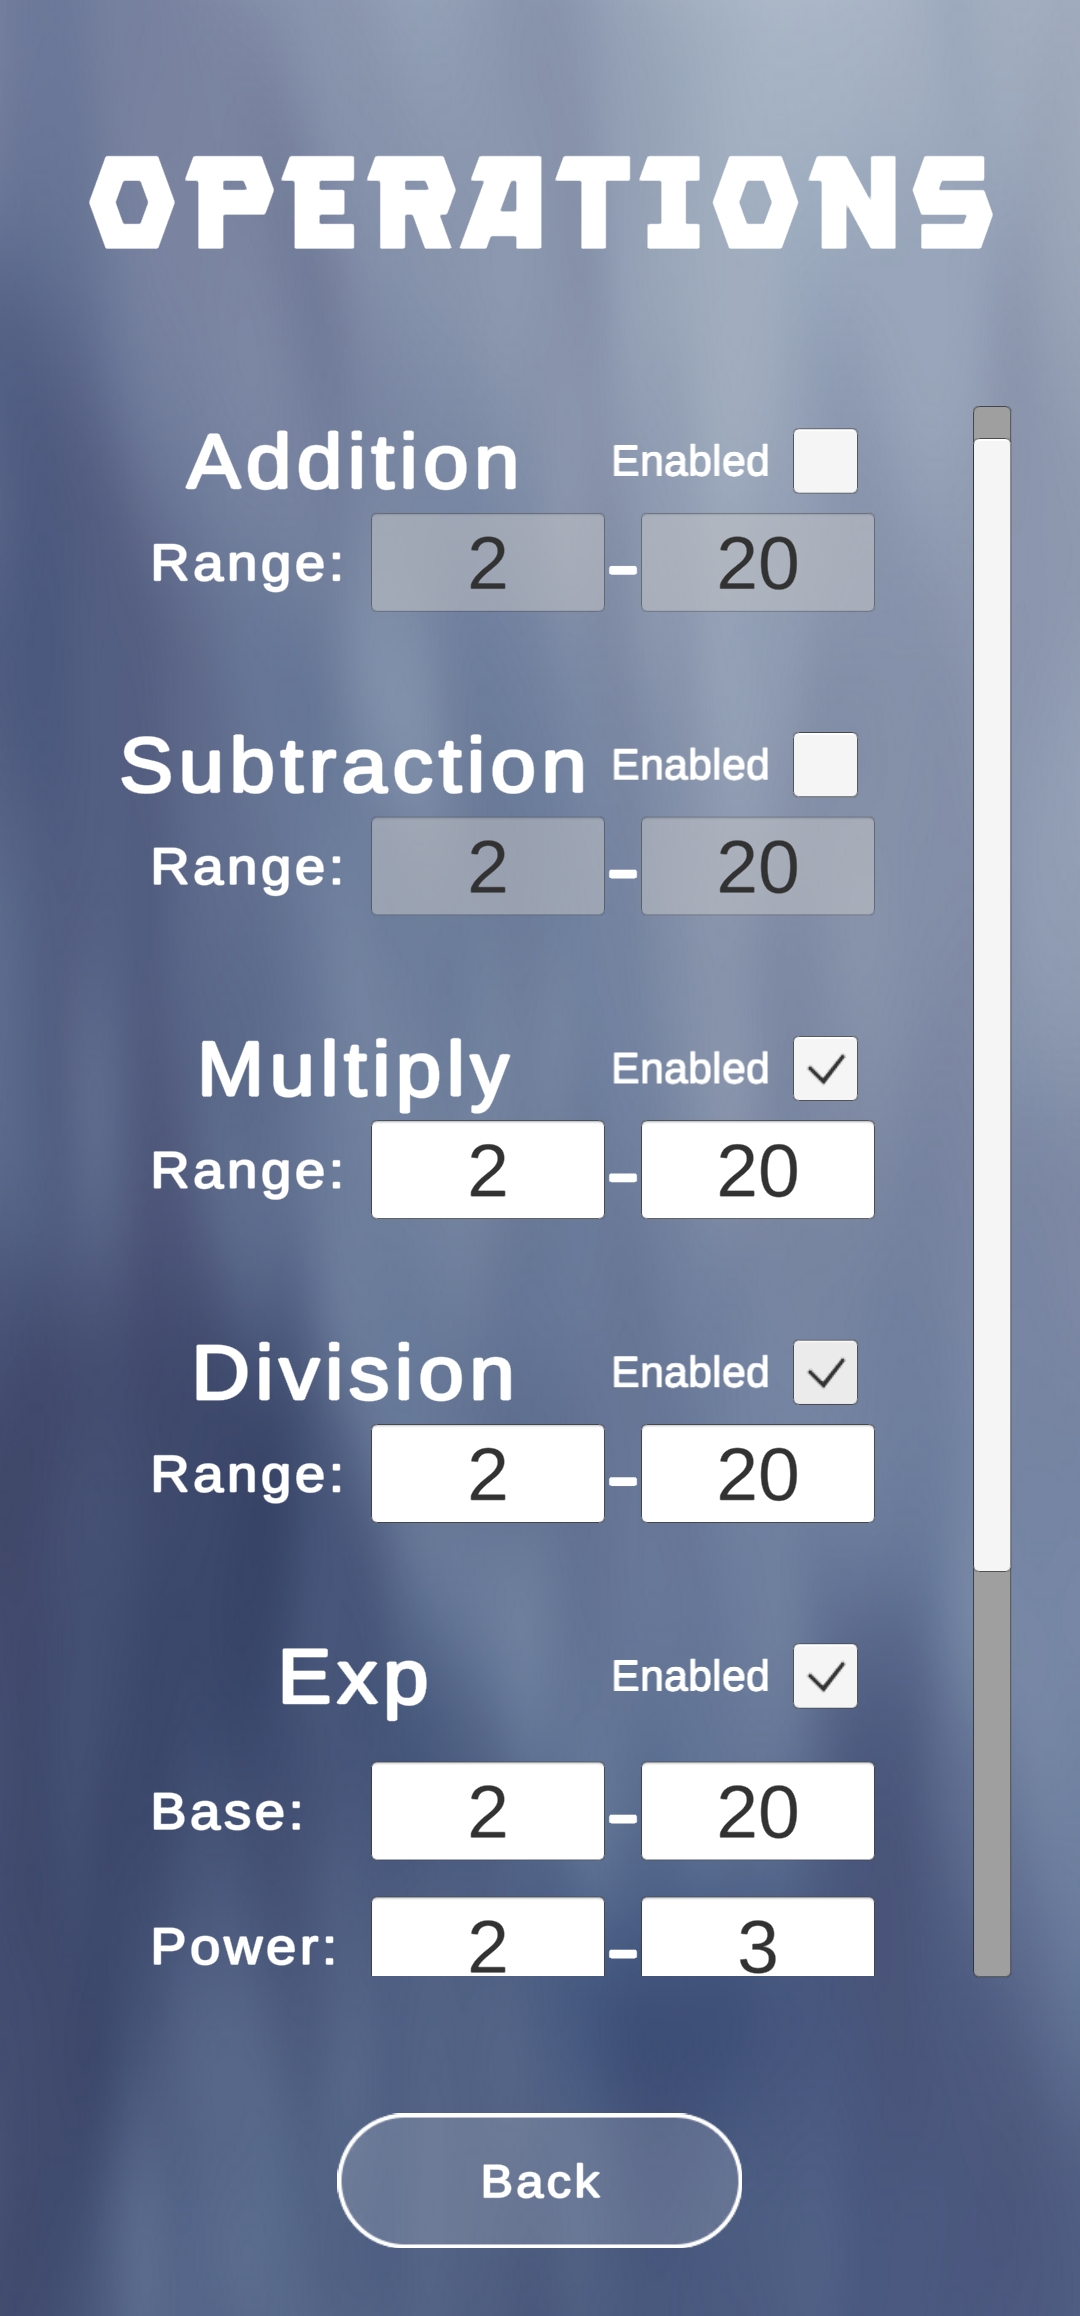 OPERATIONS
Addition Enabled
Range: 2 - 20
Subtraction Enabled
Range: 2 - 20
Multiply Enabled
Range: 2 - 20
Division Enabled
Range: 2 - 20
Exp Enabled
Base: 2 - 20
Power: 2 - 3
Back